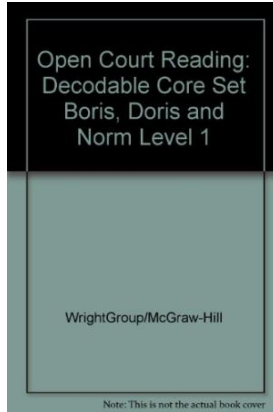 Open Court Reading:
Decodable Core Set
Boris, Doris and
Norm Level 1
WrightGroup/McGraw-Hill
Note: This is not the actual book cover